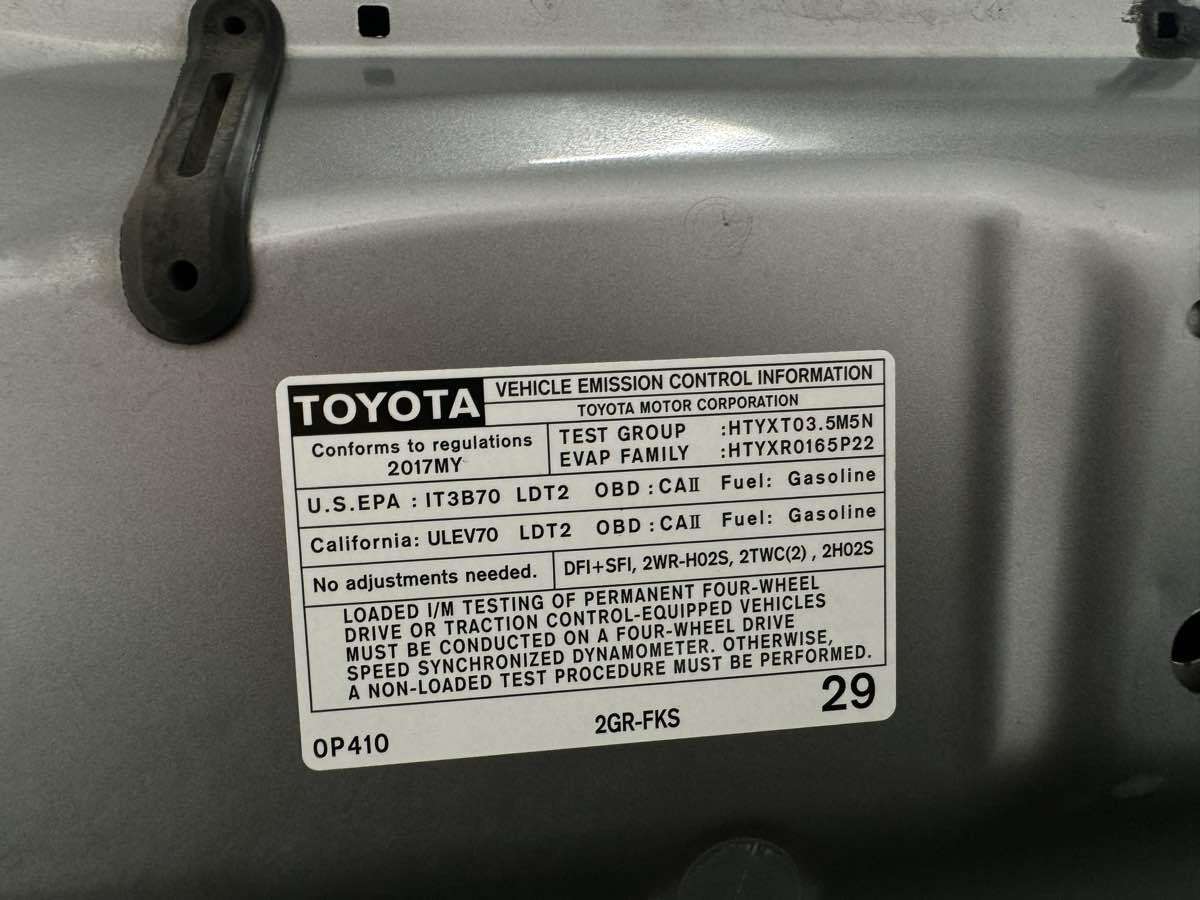 TOYOTA
VEHICLE EMISSION CONTROL INFORMATION
TOYOTA MOTOR CORPORATION
Conforms to regulations
2017MY
TEST GROUP :HTYXT03.5M5N
EVAP FAMILY :HTYXR0165P22
U.S.EPA : IT3B70 LDT2 OBD : CAII Fuel: Gasoline
California: ULEV70 LDT2 OBD : CAII Fuel: Gasoline
No adjustments needed.
DFI+SFI, 2WR-HO2S, 2TWC(2) , 2HO2S
LOADED I/M TESTING OF PERMANENT FOUR-WHEEL
DRIVE OR TRACTION CONTROL-EQUIPPED VEHICLES
MUST BE CONDUCTED ON A FOUR-WHEEL DRIVE
SPEED SYNCHRONIZED DYNAMOMETER. OTHERWISE,
A NON-LOADED TEST PROCEDURE MUST BE PERFORMED.
0P410
2GR-FKS
29